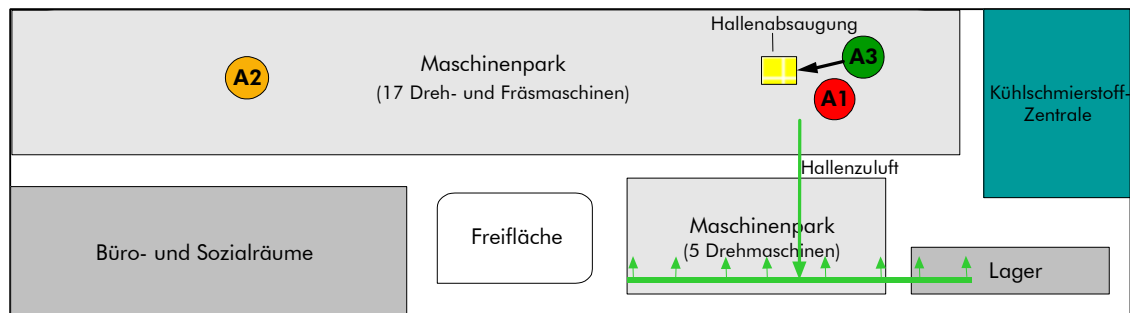 Hallenabsaugung
A2
Maschinenpark
(17 Dreh- und Fräsmaschinen)
A3
A1
Kühlschmierstoff-
Zentrale
Hallenzuluft
Büro- und Sozialräume
Freifläche
Maschinenpark
(5 Drehmaschinen)
Lager